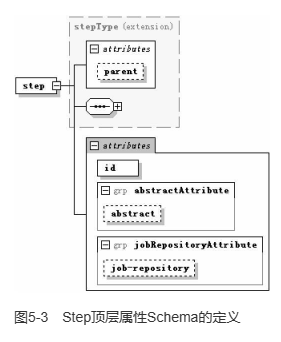 stepType (extension)
attributes
parent
step
attributes
id
grp abstractAttribute
abstract
grp jobRepositoryAttribute
job-repository
图5-3 Step顶层属性Schema的定义